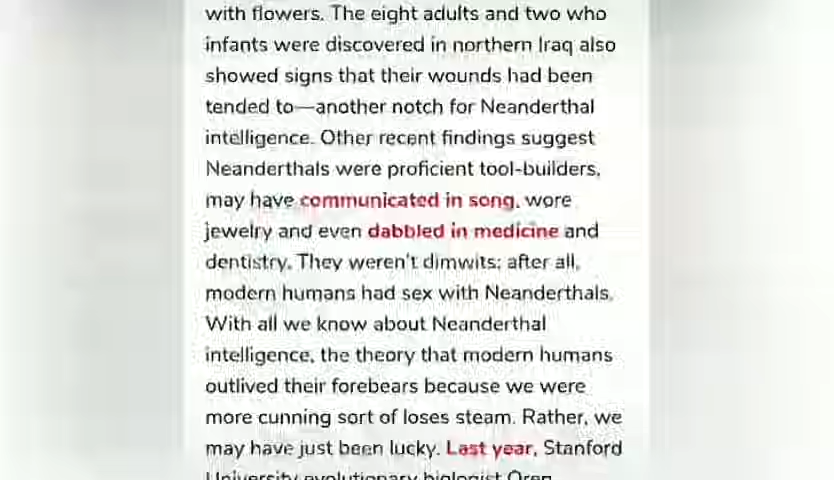 with flowers. The eight adults and two who
infants were discovered in northern Iraq also
showed signs that their wounds had been
tended to—another notch for Neanderthal
intelligence. Other recent findings suggest
Neanderthals were proficient tool-builders,
may have communicated in song, wore
jewelry and even dabbled in medicine and
dentistry. They weren't dimwits; after all,
modern humans had sex with Neanderthals.
With all we know about Neanderthal
intelligence, the theory that modern humans
outlived their forebears because we were
more cunning sort of loses steam. Rather, we
may have just been lucky. Last year, Stanford
University evolutionary biologist Oren